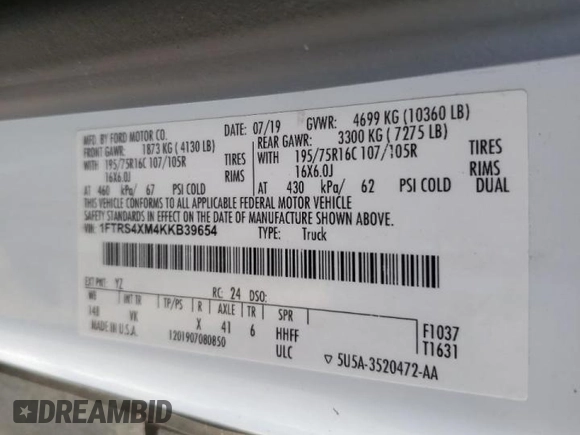 MFD. BY FORD MOTOR CO. DATE: 07/19 GVWR: 4699 KG (10360 LB)
FRONT GAWR: 1873 KG ( 4130 LB) REAR GAWR: 3300 KG ( 7275 LB)
WITH 195/75R16C 107/105R TIRES WITH 195/75R16C 107/105R TIRES
16X6.0J RIMS 16X6.0J RIMS
AT 460 kPa/ 67 PSI COLD AT 430 kPa/ 62 PSI COLD DUAL
THIS VEHICLE CONFORMS TO ALL APPLICABLE FEDERAL MOTOR VEHICLE
SAFETY STANDARDS IN EFFECT ON THE DATE OF MANUFACTURE SHOWN ABOVE.
VIN: 1FTRS4XM4KKB39654 TYPE: Truck
EXT PNT: YZ RC: 24 DSO:
WB TP/PS R AXLE TR SPR
148 VK X 41 6 HHFF F1037
MADE IN U.S.A. 1201907080850 ULC T1631
▽ 5U5A-3520472-AA
DREAMBID